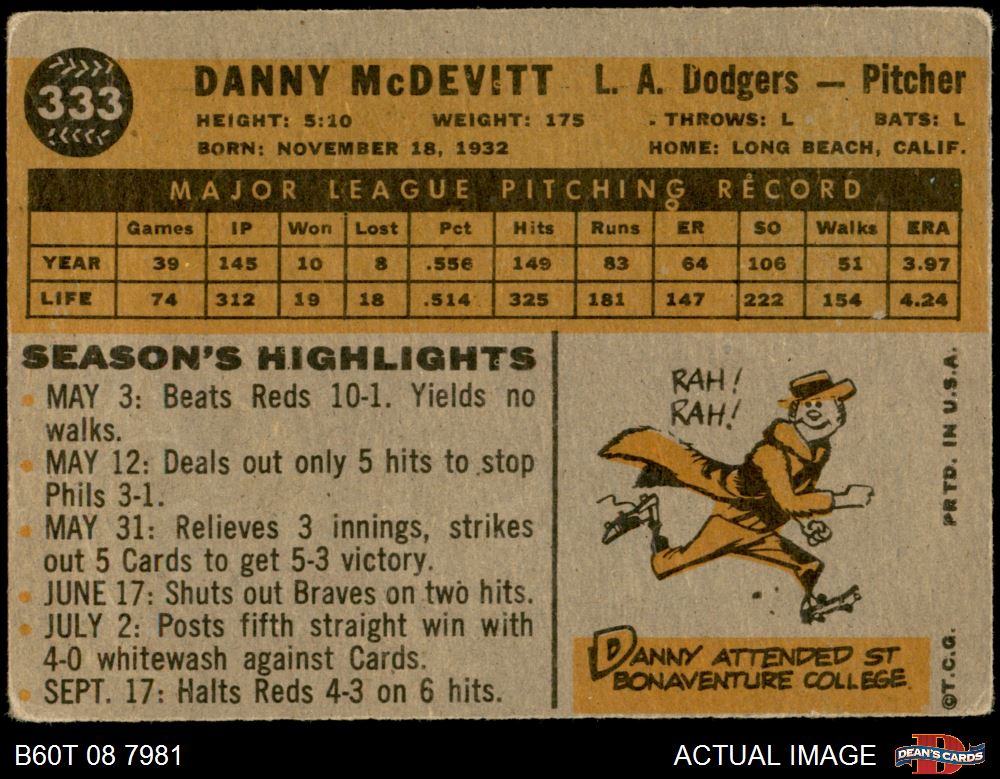 333
DANNY McDEVITT L. A. Dodgers — Pitcher
HEIGHT: 5:10 WEIGHT: 175 THROWS: L BATS: L
BORN: NOVEMBER 18, 1932 HOME: LONG BEACH, CALIF.
MAJOR LEAGUE PITCHING RECORD
Games IP Won Lost Pct Hits Runs ER SO Walks ERA
YEAR 39 145 10 8 .556 149 83 64 106 51 3.97
LIFE 74 312 19 18 .514 325 181 147 222 154 4.24
SEASON'S HIGHLIGHTS
MAY 3: Beats Reds 10-1. Yields no
walks.
MAY 12: Deals out only 5 hits to stop
Phils 3-1.
MAY 31: Relieves 3 innings, strikes
out 5 Cards to get 5-3 victory.
JUNE 17: Shuts out Braves on two hits.
JULY 2: Posts fifth straight win with
4-0 whitewash against Cards.
SEPT. 17: Halts Reds 4-3 on 6 hits.
RAH!
RAH!
DANNY ATTENDED ST
BONAVENTURE COLLEGE
©T.C.G. PRTD. IN U.S.A.
B60T 08 7981 ACTUAL IMAGE DEAN'S CARDS